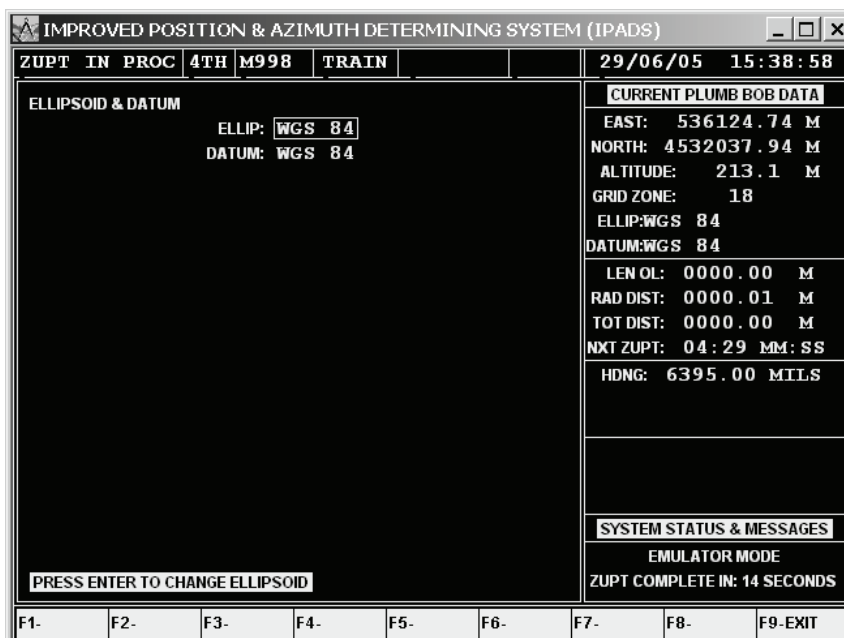 IMPROVED POSITION & AZIMUTH DETERMINING SYSTEM (IPADS)
ZUPT IN PROC 4TH M998 TRAIN 29/06/05 15:38:58
ELLIPSOID & DATUM
ELLIP: WGS 84
DATUM: WGS 84
PRESS ENTER TO CHANGE ELLIPSOID
CURRENT PLUMB BOB DATA
EAST: 536124.74 M
NORTH: 4532037.94 M
ALTITUDE: 213.1 M
GRID ZONE: 18
ELLIP:WGS 84
DATUM:WGS 84
LEN OL: 0000.00 M
RAD DIST: 0000.01 M
TOT DIST: 0000.00 M
NXT ZUPT: 04:29 MM:SS
HDNG: 6395.00 MILS
SYSTEM STATUS & MESSAGES
EMULATOR MODE
ZUPT COMPLETE IN: 14 SECONDS
F1- F2- F3- F4- F5- F6- F7- F8- F9-EXIT